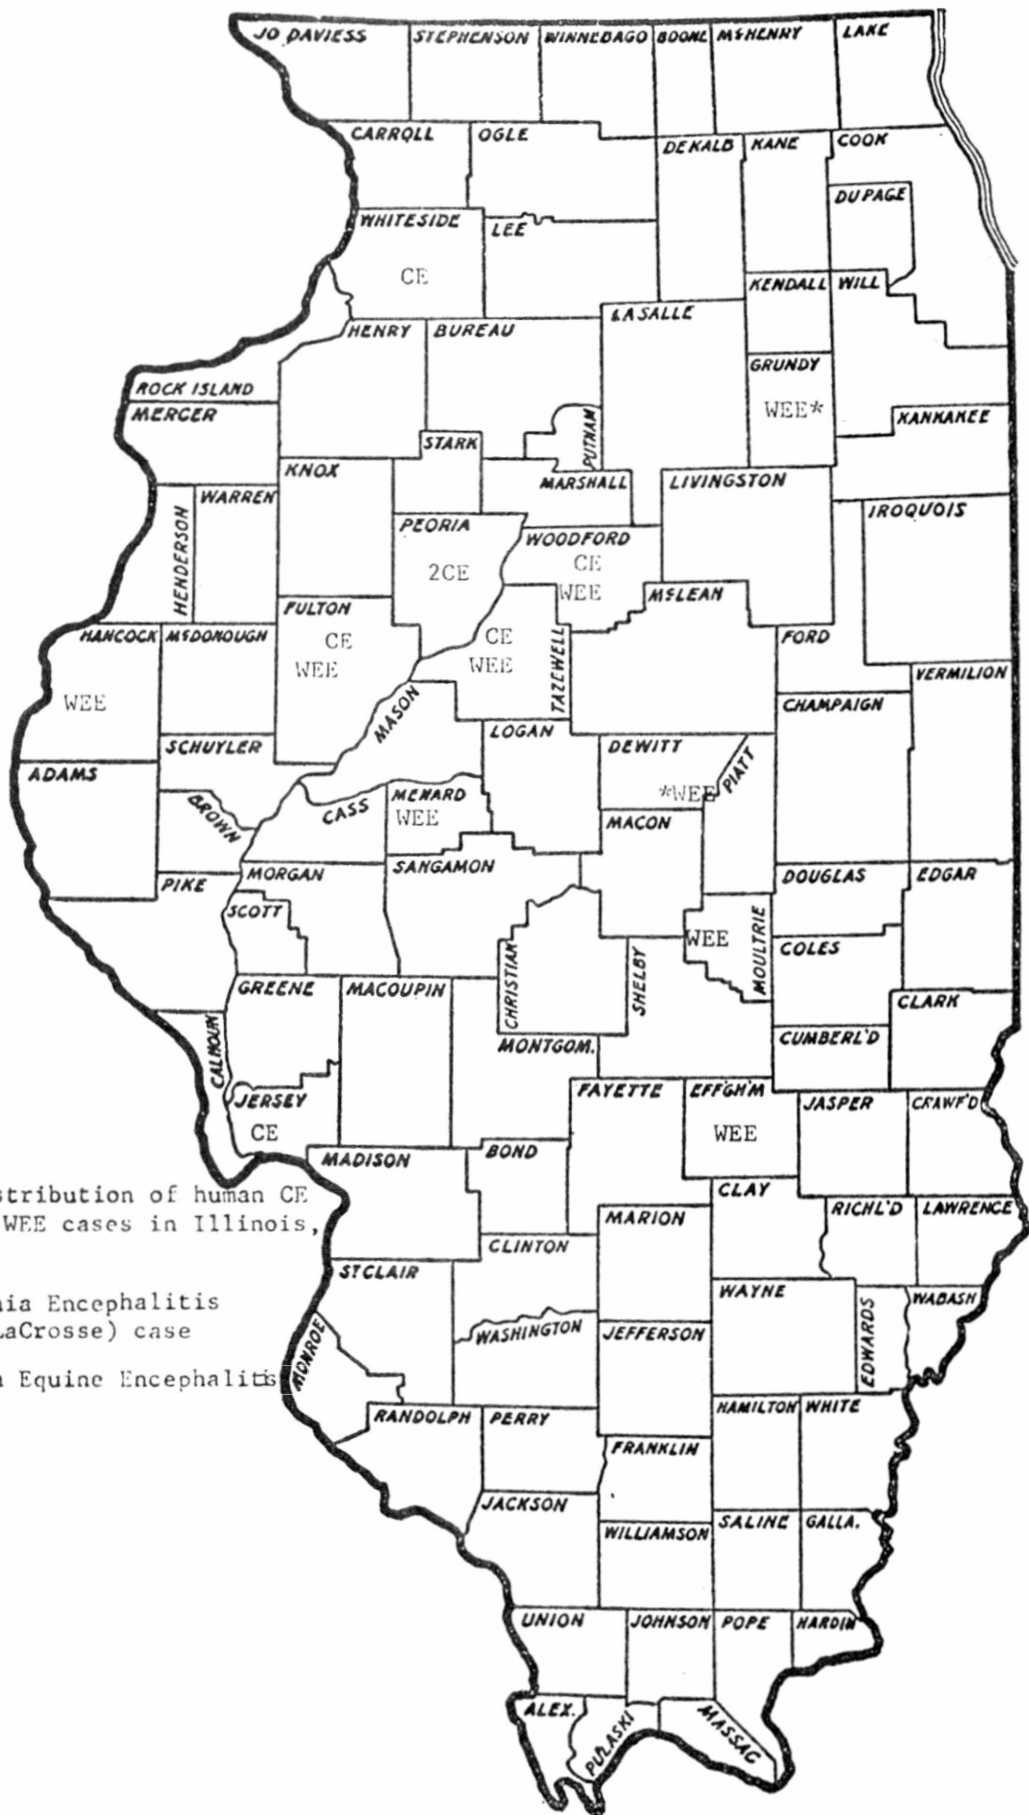 JO DAVIESS STEPHENSON WINNEBAGO BOONE McHENRY LAKE
CARROLL OGLE DEKALB KANE COOK
DU PAGE
WHITESIDE LEE
CE
KENDALL WILL
HENRY BUREAU LASALLE
GRUNDY
ROCK ISLAND
WEE*
MERCER STARK PUTNAM KANKAKEE
KNOX
MARSHALL LIVINGSTON
HENDERSON WARREN IROQUOIS
PEORIA WOODFORD
2CE CE
WEE McLEAN
FULTON
HANCOCK McDONOUGH CE CE TAZEWELL FORD
WEE WEE
VERMILION
WEE MASON CHAMPAIGN
SCHUYLER LOGAN DEWITT PIATT
ADAMS
BROWN CASS MENARD *WEE
WEE MACON
PIKE MORGAN SANGAMON DOUGLAS EDGAR
SCOTT
CHRISTIAN SHELBY WEE MOULTRIE COLES
GREENE MACOUPIN
CLARK
CALHOUN MONTGOM. CUMBERL'D
JERSEY FAYETTE EFF'GH'M JASPER CRAWF'D
CE WEE
MADISON BOND
stribution of human CE
CLAY
WEE cases in Illinois,
MARION RICHL'D LAWRENCE
CLINTON
ST CLAIR
nia Encephalitis
WAYNE WABASH
LaCrosse) case
MONROE WASHINGTON JEFFERSON EDWARDS
n Equine Encephalitis
RANDOLPH PERRY HAMILTON WHITE
FRANKLIN
JACKSON
WILLIAMSON SALINE GALLA.
UNION JOHNSON POPE HARDIN
ALEX. PULASKI MASSAC